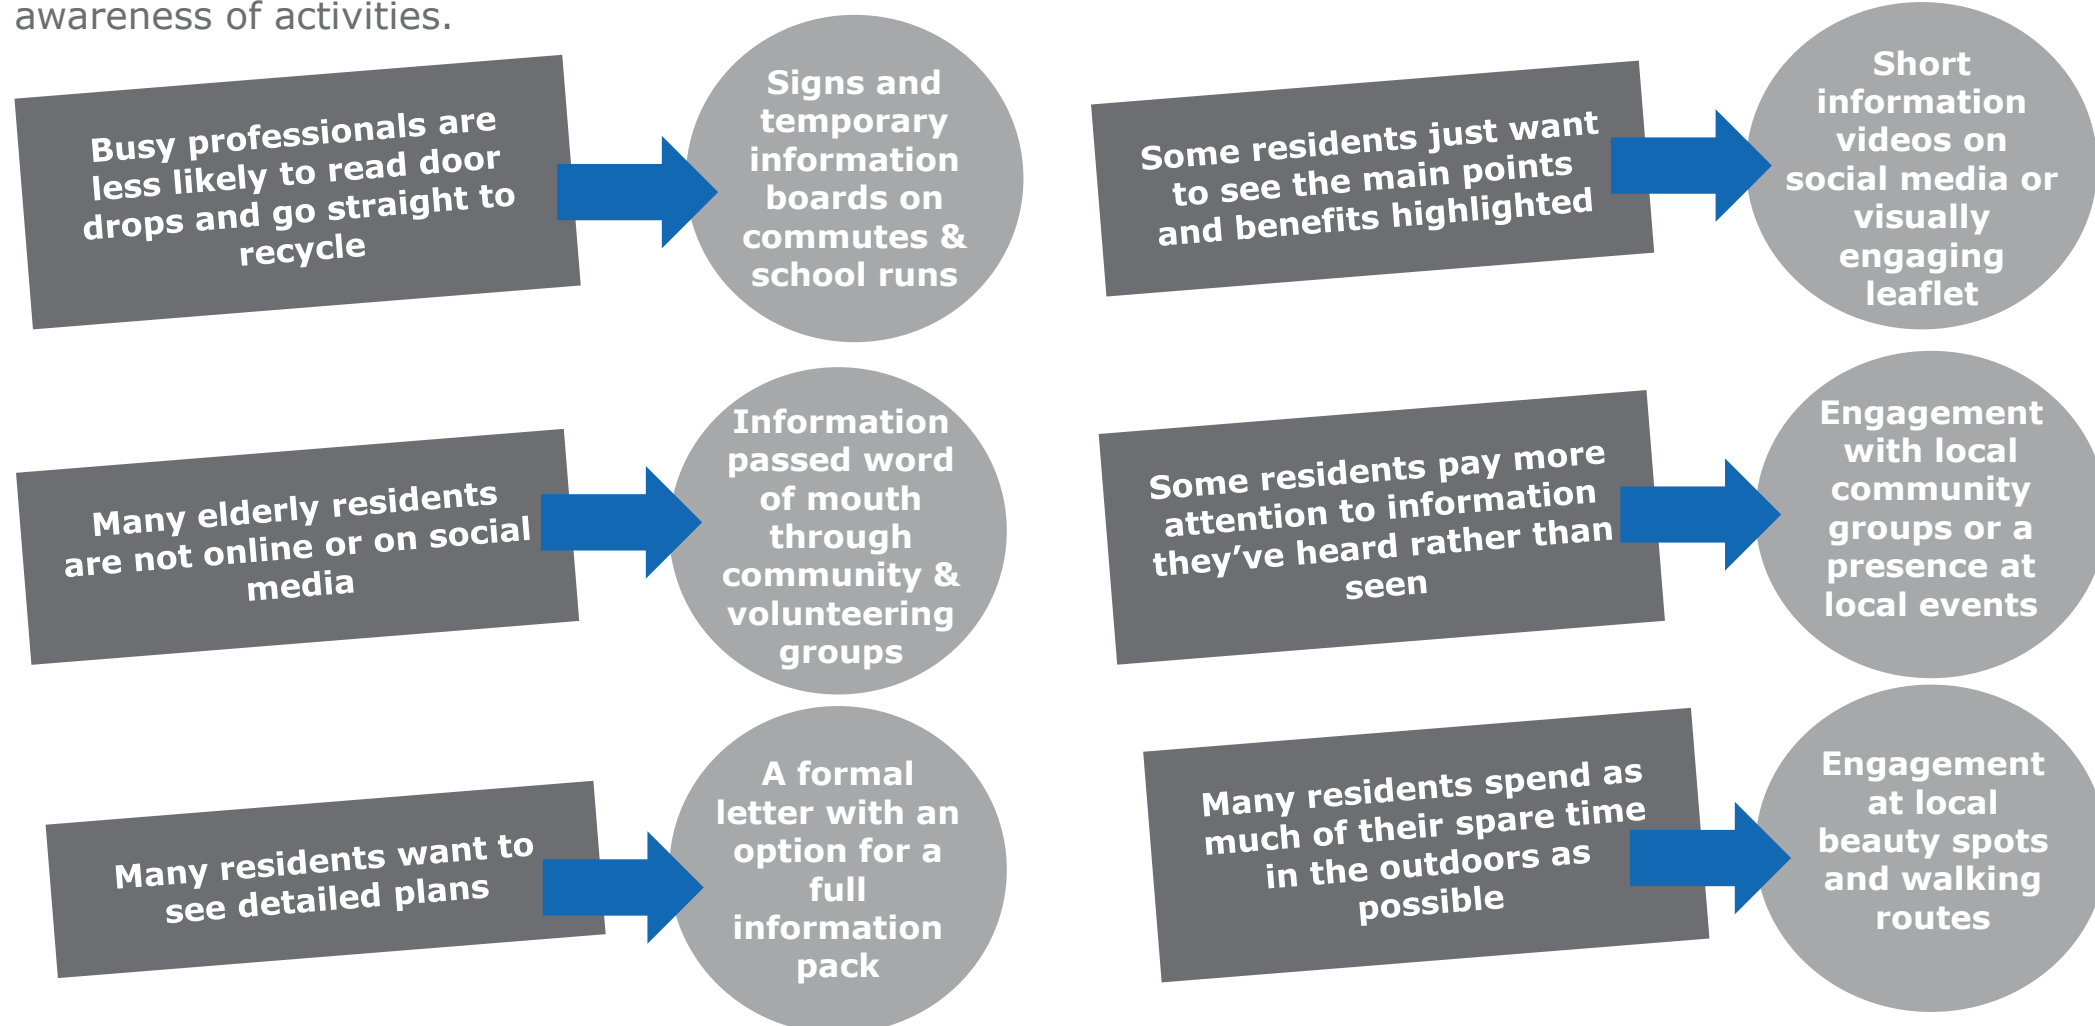 awareness of activities.
Busy professionals are
less likely to read door
drops and go straight to
recycle
Signs and
temporary
information
boards on
commutes &
school runs
Some residents just want
to see the main points
and benefits highlighted
Short
information
videos on
social media or
visually
engaging
leaflet
Many elderly residents
are not online or on social
media
Information
passed word
of mouth
through
community &
volunteering
groups
Some residents pay more
attention to information
they’ve heard rather than
seen
Engagement
with local
community
groups or a
presence at
local events
Many residents want to
see detailed plans
A formal
letter with an
option for a
full
information
pack
Many residents spend as
much of their spare time
in the outdoors as
possible
Engagement
at local
beauty spots
and walking
routes